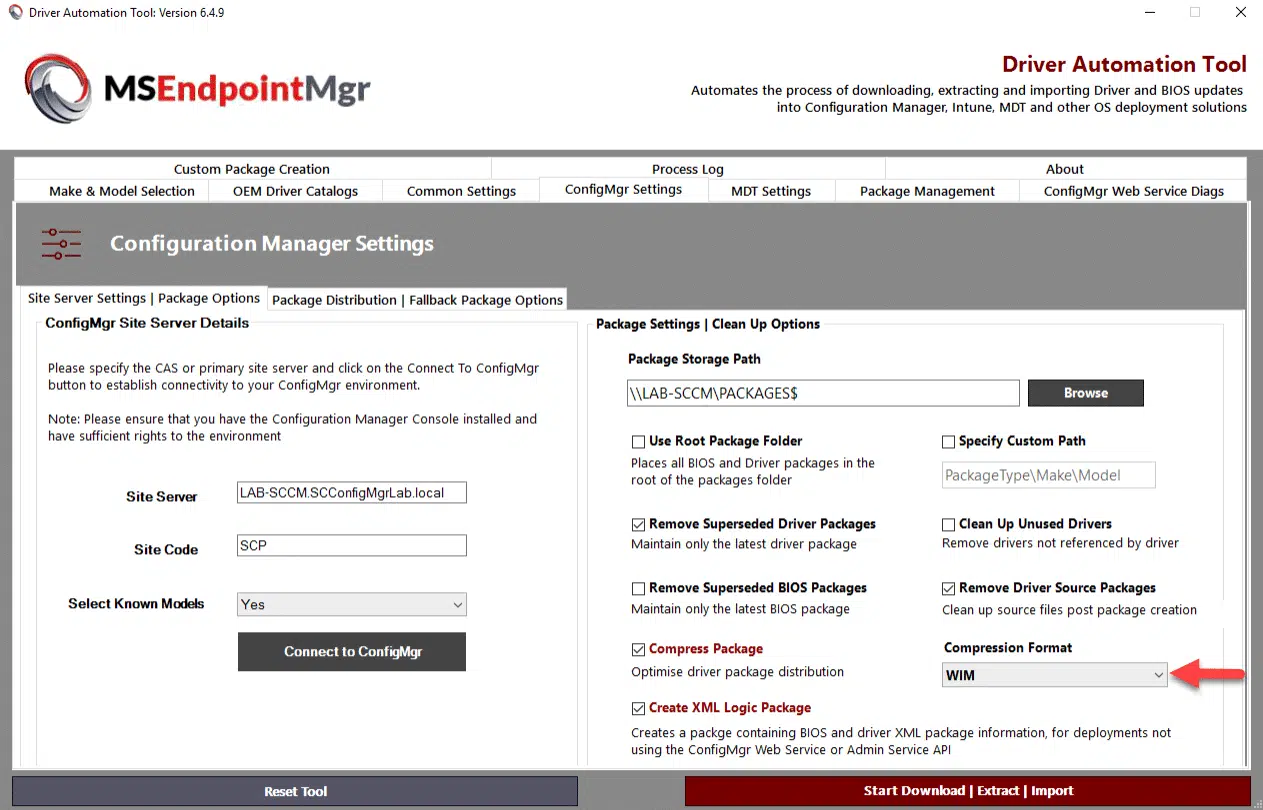 Driver Automation Tool: Version 6.4.9
MSEndpointMgr
Driver Automation Tool
Automates the process of downloading, extracting and importing Driver and BIOS updates
into Configuration Manager, Intune, MDT and other OS deployment solutions
Custom Package Creation
Process Log
About
Make & Model Selection
OEM Driver Catalogs
Common Settings
ConfigMgr Settings
MDT Settings
Package Management
ConfigMgr Web Service Diags
Configuration Manager Settings
Site Server Settings | Package Options
Package Distribution | Fallback Package Options
ConfigMgr Site Server Details
Please specify the CAS or primary site server and click on the Connect To ConfigMgr
button to establish connectivity to your ConfigMgr environment.
Note: Please ensure that you have the Configuration Manager Console installed and
have sufficient rights to the environment
Site Server
LAB-SCCM.SCConfigMgrLab.local
Site Code
SCP
Select Known Models
Yes
Connect to ConfigMgr
Package Settings | Clean Up Options
Package Storage Path
\\LAB-SCCM\PACKAGES$
Browse
Use Root Package Folder
Places all BIOS and Driver packages in the
root of the packages folder
Specify Custom Path
PackageType\Make\Model
Remove Superseded Driver Packages
Maintain only the latest driver package
Clean Up Unused Drivers
Remove drivers not referenced by driver
Remove Superseded BIOS Packages
Maintain only the latest BIOS package
Remove Driver Source Packages
Clean up source files post package creation
Compress Package
Optimise driver package distribution
Compression Format
WIM
Create XML Logic Package
Creates a packge containing BIOS and driver XML package information, for deployments not
using the ConfigMgr Web Service or Admin Service API
Reset Tool
Start Download | Extract | Import